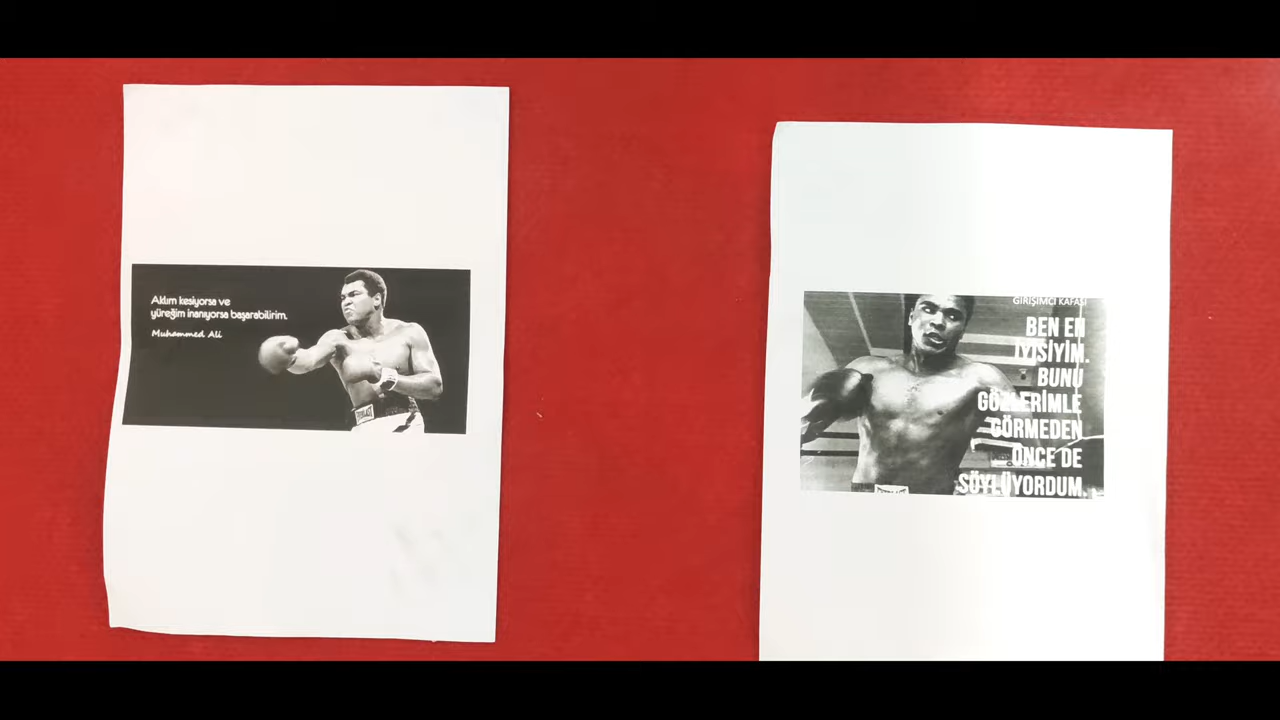 Aklım kesiyorsa ve
yüreğim inanıyorsa başarabilirim.
Muhammed Ali
EVERLAST
GİRİŞİMCİ KAFASI
BEN EN
İYİSİYİM.
BUNU
GÖZLERİMLE
GÖRMEDEN
ÖNCE DE
SÖYLÜYORDUM.